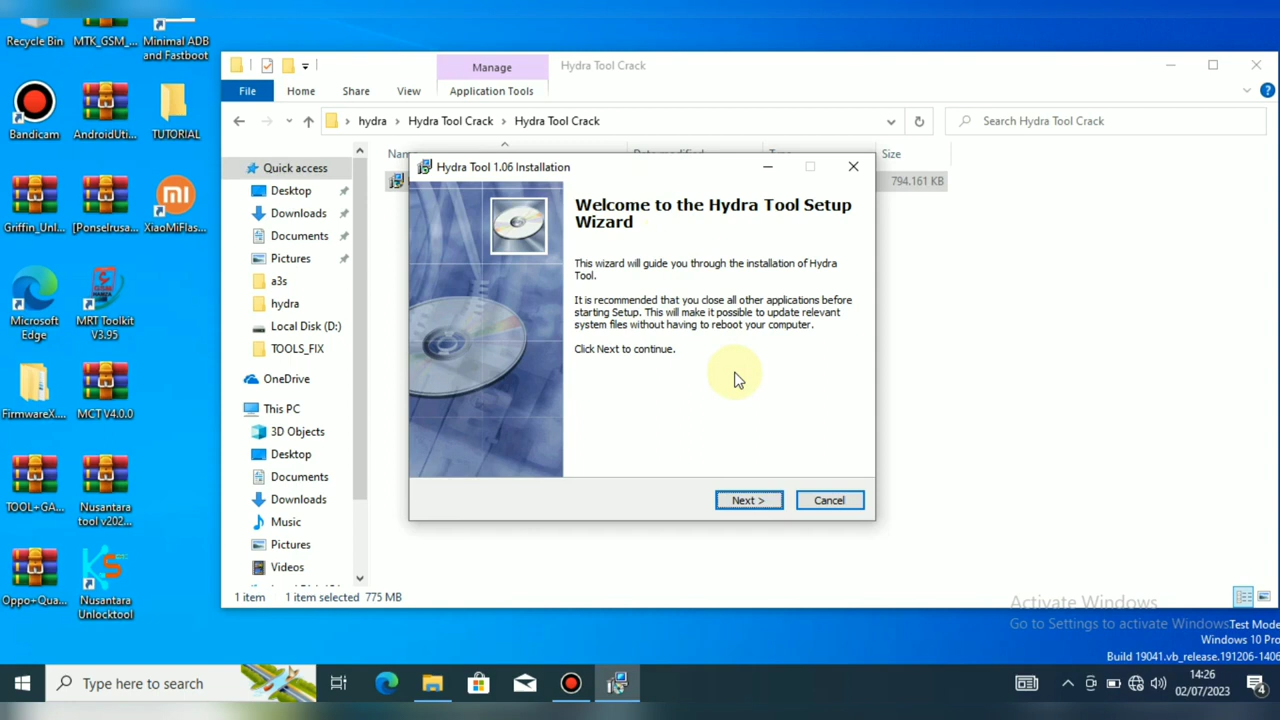 Recycle Bin
MTK_GSM_...
Minimal ADB
and Fastboot
Bandicam
AndroidUti...
TUTORIAL
Griffin_Unl...
[Ponselrusa...
XiaoMiFlas...
Microsoft
Edge
MRT Toolkit
V3.95
FirmwareX....
MCT V4.0.0
TOOL+GA...
Nusantara
tool v202...
Oppo+Qua...
Nusantara
Unlocktool
Manage
Hydra Tool Crack
File
Home
Share
View
Application Tools
hydra > Hydra Tool Crack > Hydra Tool Crack
Search Hydra Tool Crack
Size
794.161 KB
Quick access
Desktop
Downloads
Documents
Pictures
a3s
hydra
Local Disk (D:)
TOOLS_FIX
OneDrive
This PC
3D Objects
Desktop
Documents
Downloads
Music
Pictures
Videos
1 item
1 item selected 775 MB
Hydra Tool 1.06 Installation
Welcome to the Hydra Tool Setup
Wizard
This wizard will guide you through the installation of Hydra
Tool.
It is recommended that you close all other applications before
starting Setup. This will make it possible to update relevant
system files without having to reboot your computer.
Click Next to continue.
Next >
Cancel
Activate Windows
Go to Settings to activate Windows
Test Mode
Windows 10 Pro
Build 19041.vb_release.191206-1406
Type here to search
14:26
02/07/2023
4